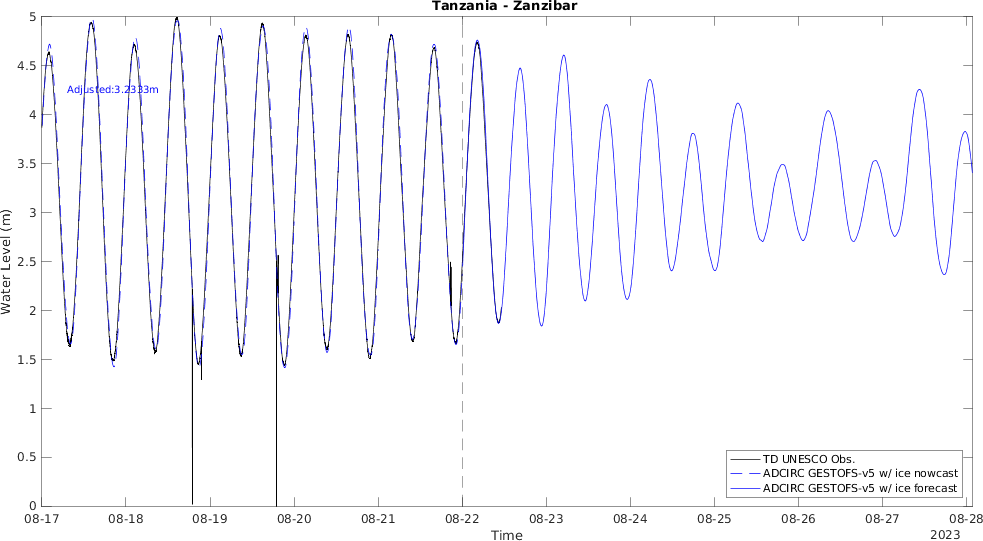 Tanzania - Zanzibar
5
4.5
4
3.5
3
2.5
2
1.5
1
0.5
0
Water Level (m)
Adjusted:3.2333m
TD UNESCO Obs.
ADCIRC GESTOFS-v5 w/ ice nowcast
ADCIRC GESTOFS-v5 w/ ice forecast
08-17 08-18 08-19 08-20 08-21 08-22 08-23 08-24 08-25 08-26 08-27 08-28
Time
2023